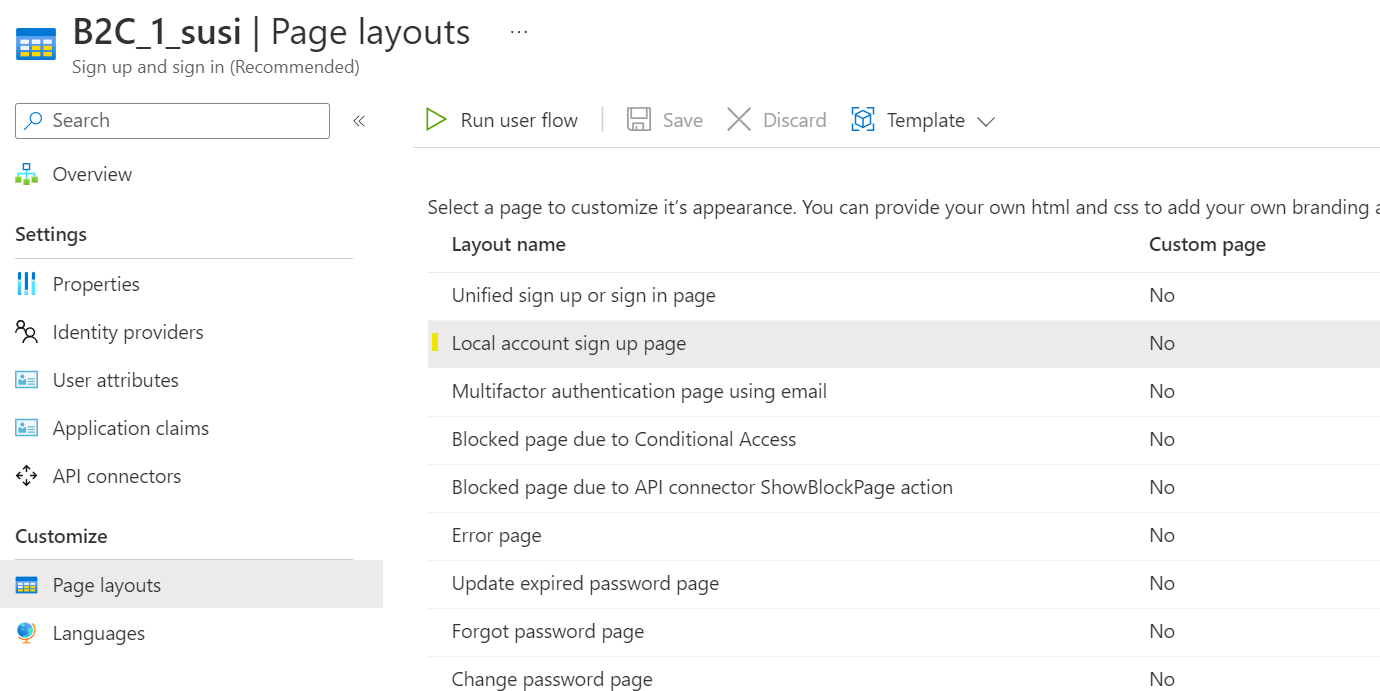 B2C_1_susi | Page layouts ...
Sign up and sign in (Recommended)
Search «
Overview
Settings
Properties
Identity providers
User attributes
Application claims
API connectors
Customize
Page layouts
Languages
Run user flow Save Discard Template
Select a page to customize it’s appearance. You can provide your own html and css to add your own branding a
Layout name Custom page
Unified sign up or sign in page No
Local account sign up page No
Multifactor authentication page using email No
Blocked page due to Conditional Access No
Blocked page due to API connector ShowBlockPage action No
Error page No
Update expired password page No
Forgot password page No
Change password page No